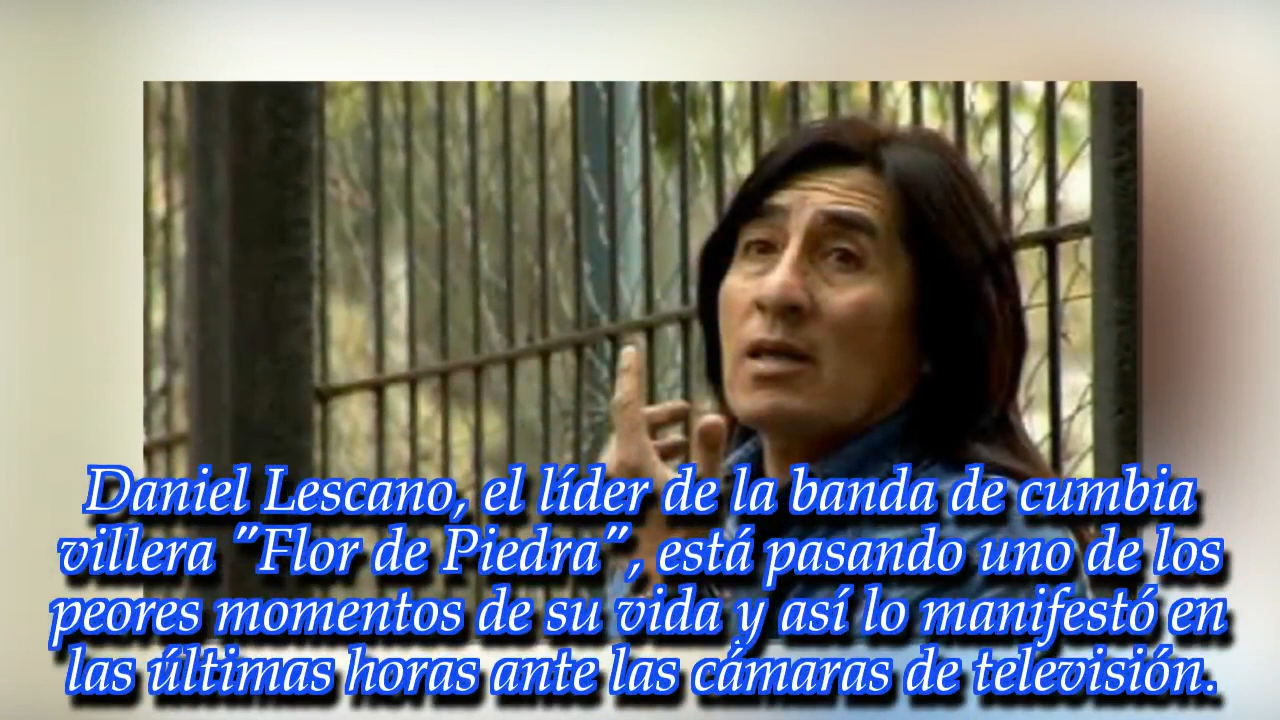 Daniel Lescano, el líder de la banda de cumbia
villera "Flor de Piedra", está pasando uno de los
peores momentos de su vida y así lo manifestó en
las últimas horas ante las cámaras de televisión.